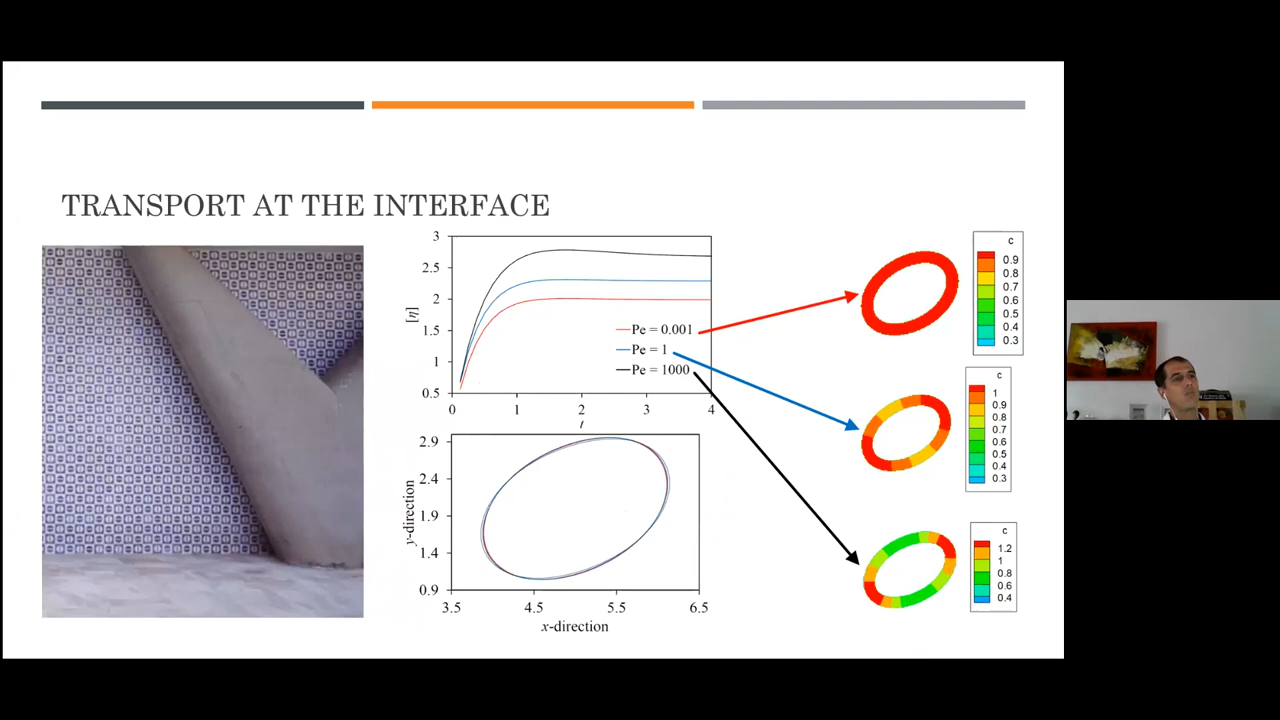 TRANSPORT AT THE INTERFACE
3
2.5
2
1.5
1
0.5
[η]
0 1 2 3 4
t
Pe = 0.001
Pe = 1
Pe = 1000
2.9
2.4
1.9
1.4
0.9
y-direction
3.5 4.5 5.5 6.5
x-direction
c
0.9
0.8
0.7
0.6
0.5
0.4
0.3
c
1
0.9
0.8
0.7
0.6
0.5
0.4
0.3
c
1.2
1
0.8
0.6
0.4